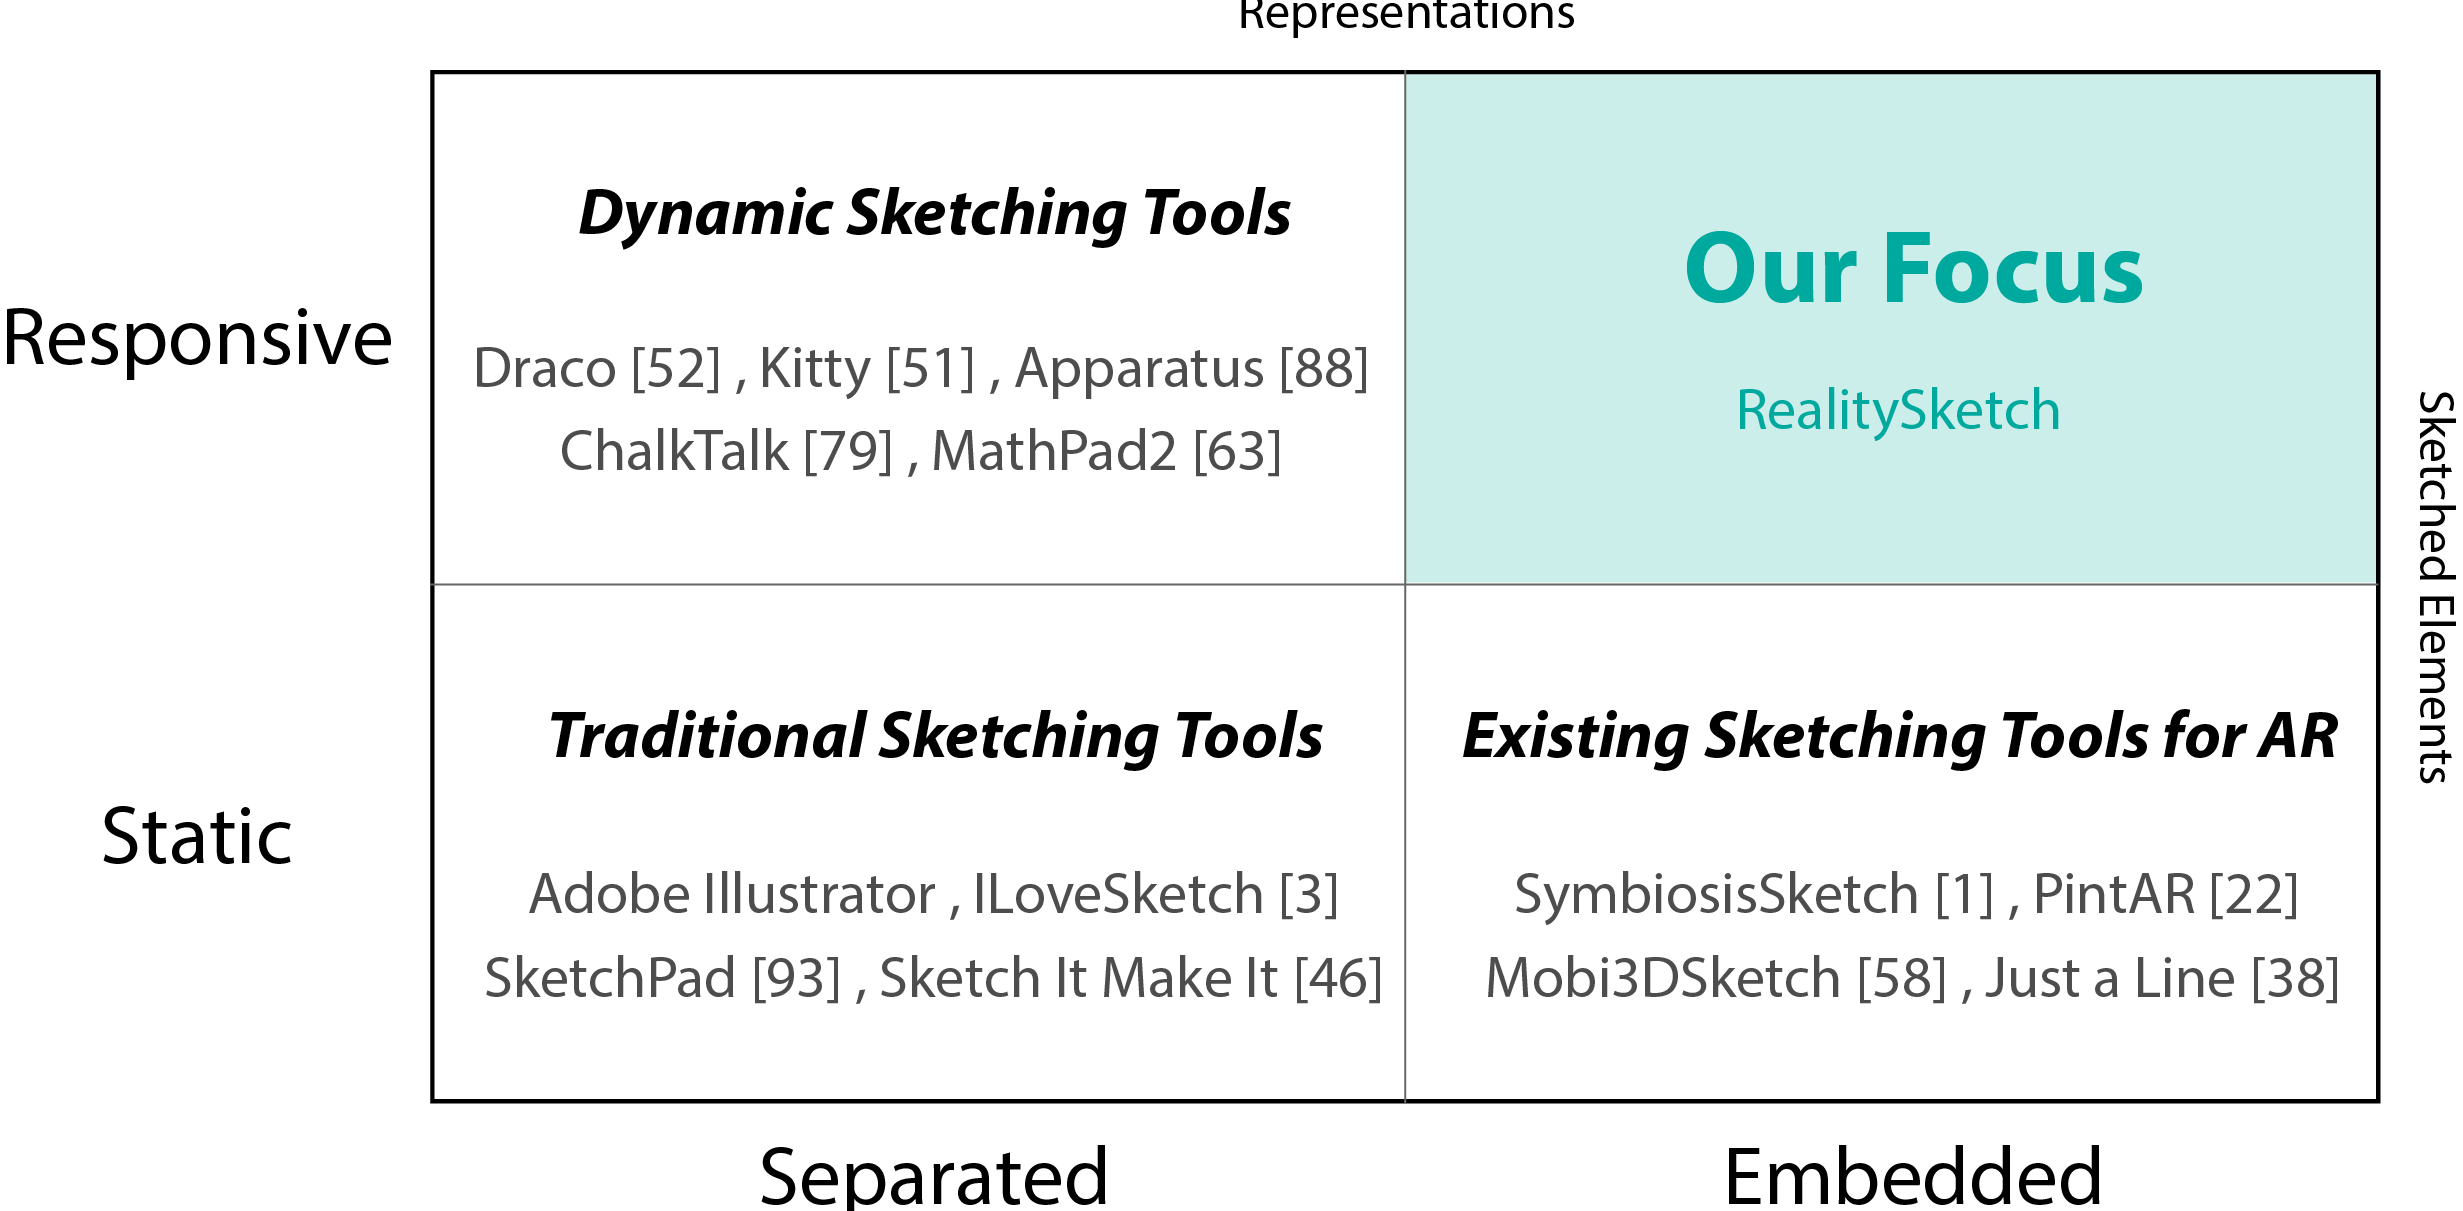 Representations
Dynamic Sketching Tools
Draco [52] , Kitty [51] , Apparatus [88]
ChalkTalk [79] , MathPad2 [63]
Our Focus
RealitySketch
Responsive
Sketched Elements
Traditional Sketching Tools
Adobe Illustrator , ILoveSketch [3]
SketchPad [93] , Sketch It Make It [46]
Existing Sketching Tools for AR
SymbiosisSketch [1] , PintAR [22]
Mobi3DSketch [58] , Just a Line [38]
Static
Separated
Embedded